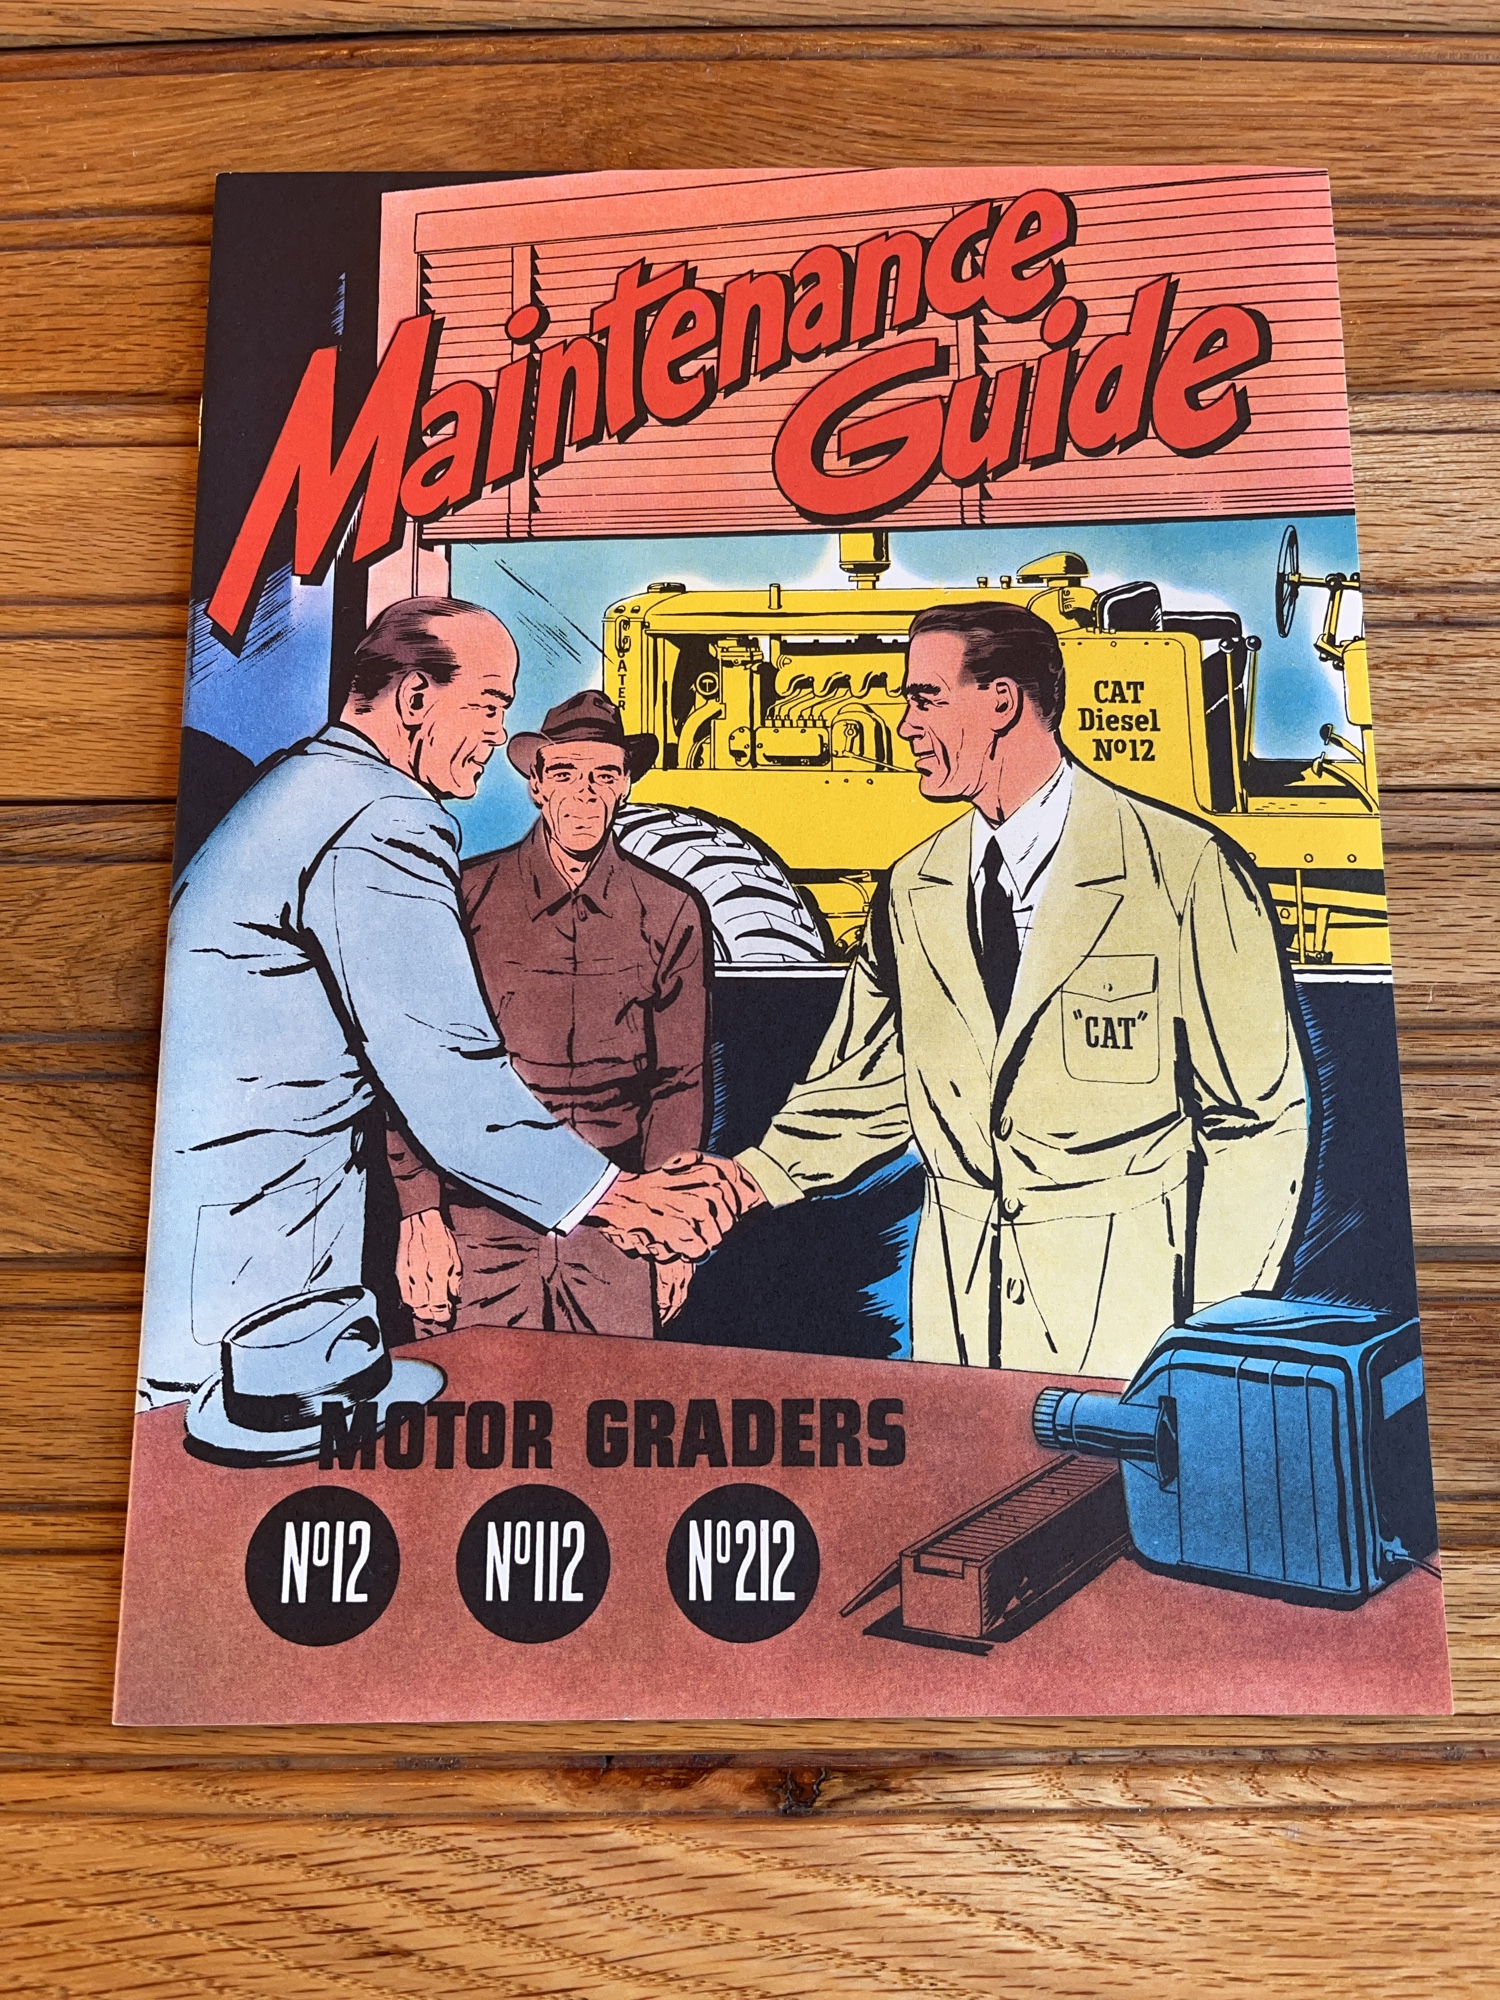 Maintenance
Guide
CAT
Diesel
Nº12
"CAT"
MOTOR GRADERS
Nº12 Nº112 Nº212